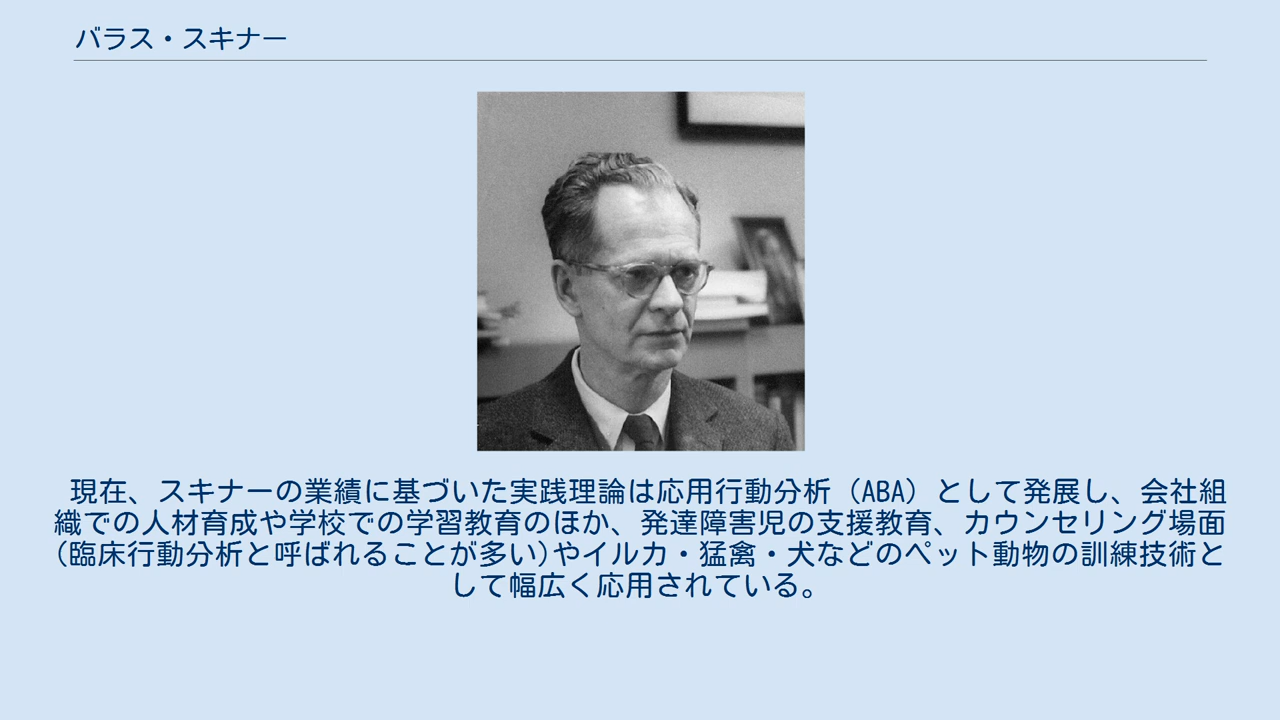 バラス・スキナー
現在、スキナーの業績に基づいた実践理論は応用行動分析（ABA）として発展し、会社組
織での人材育成や学校での学習教育のほか、発達障害児の支援教育、カウンセリング場面
(臨床行動分析と呼ばれることが多い)やイルカ・猛禽・犬などのペット動物の訓練技術と
して幅広く応用されている。